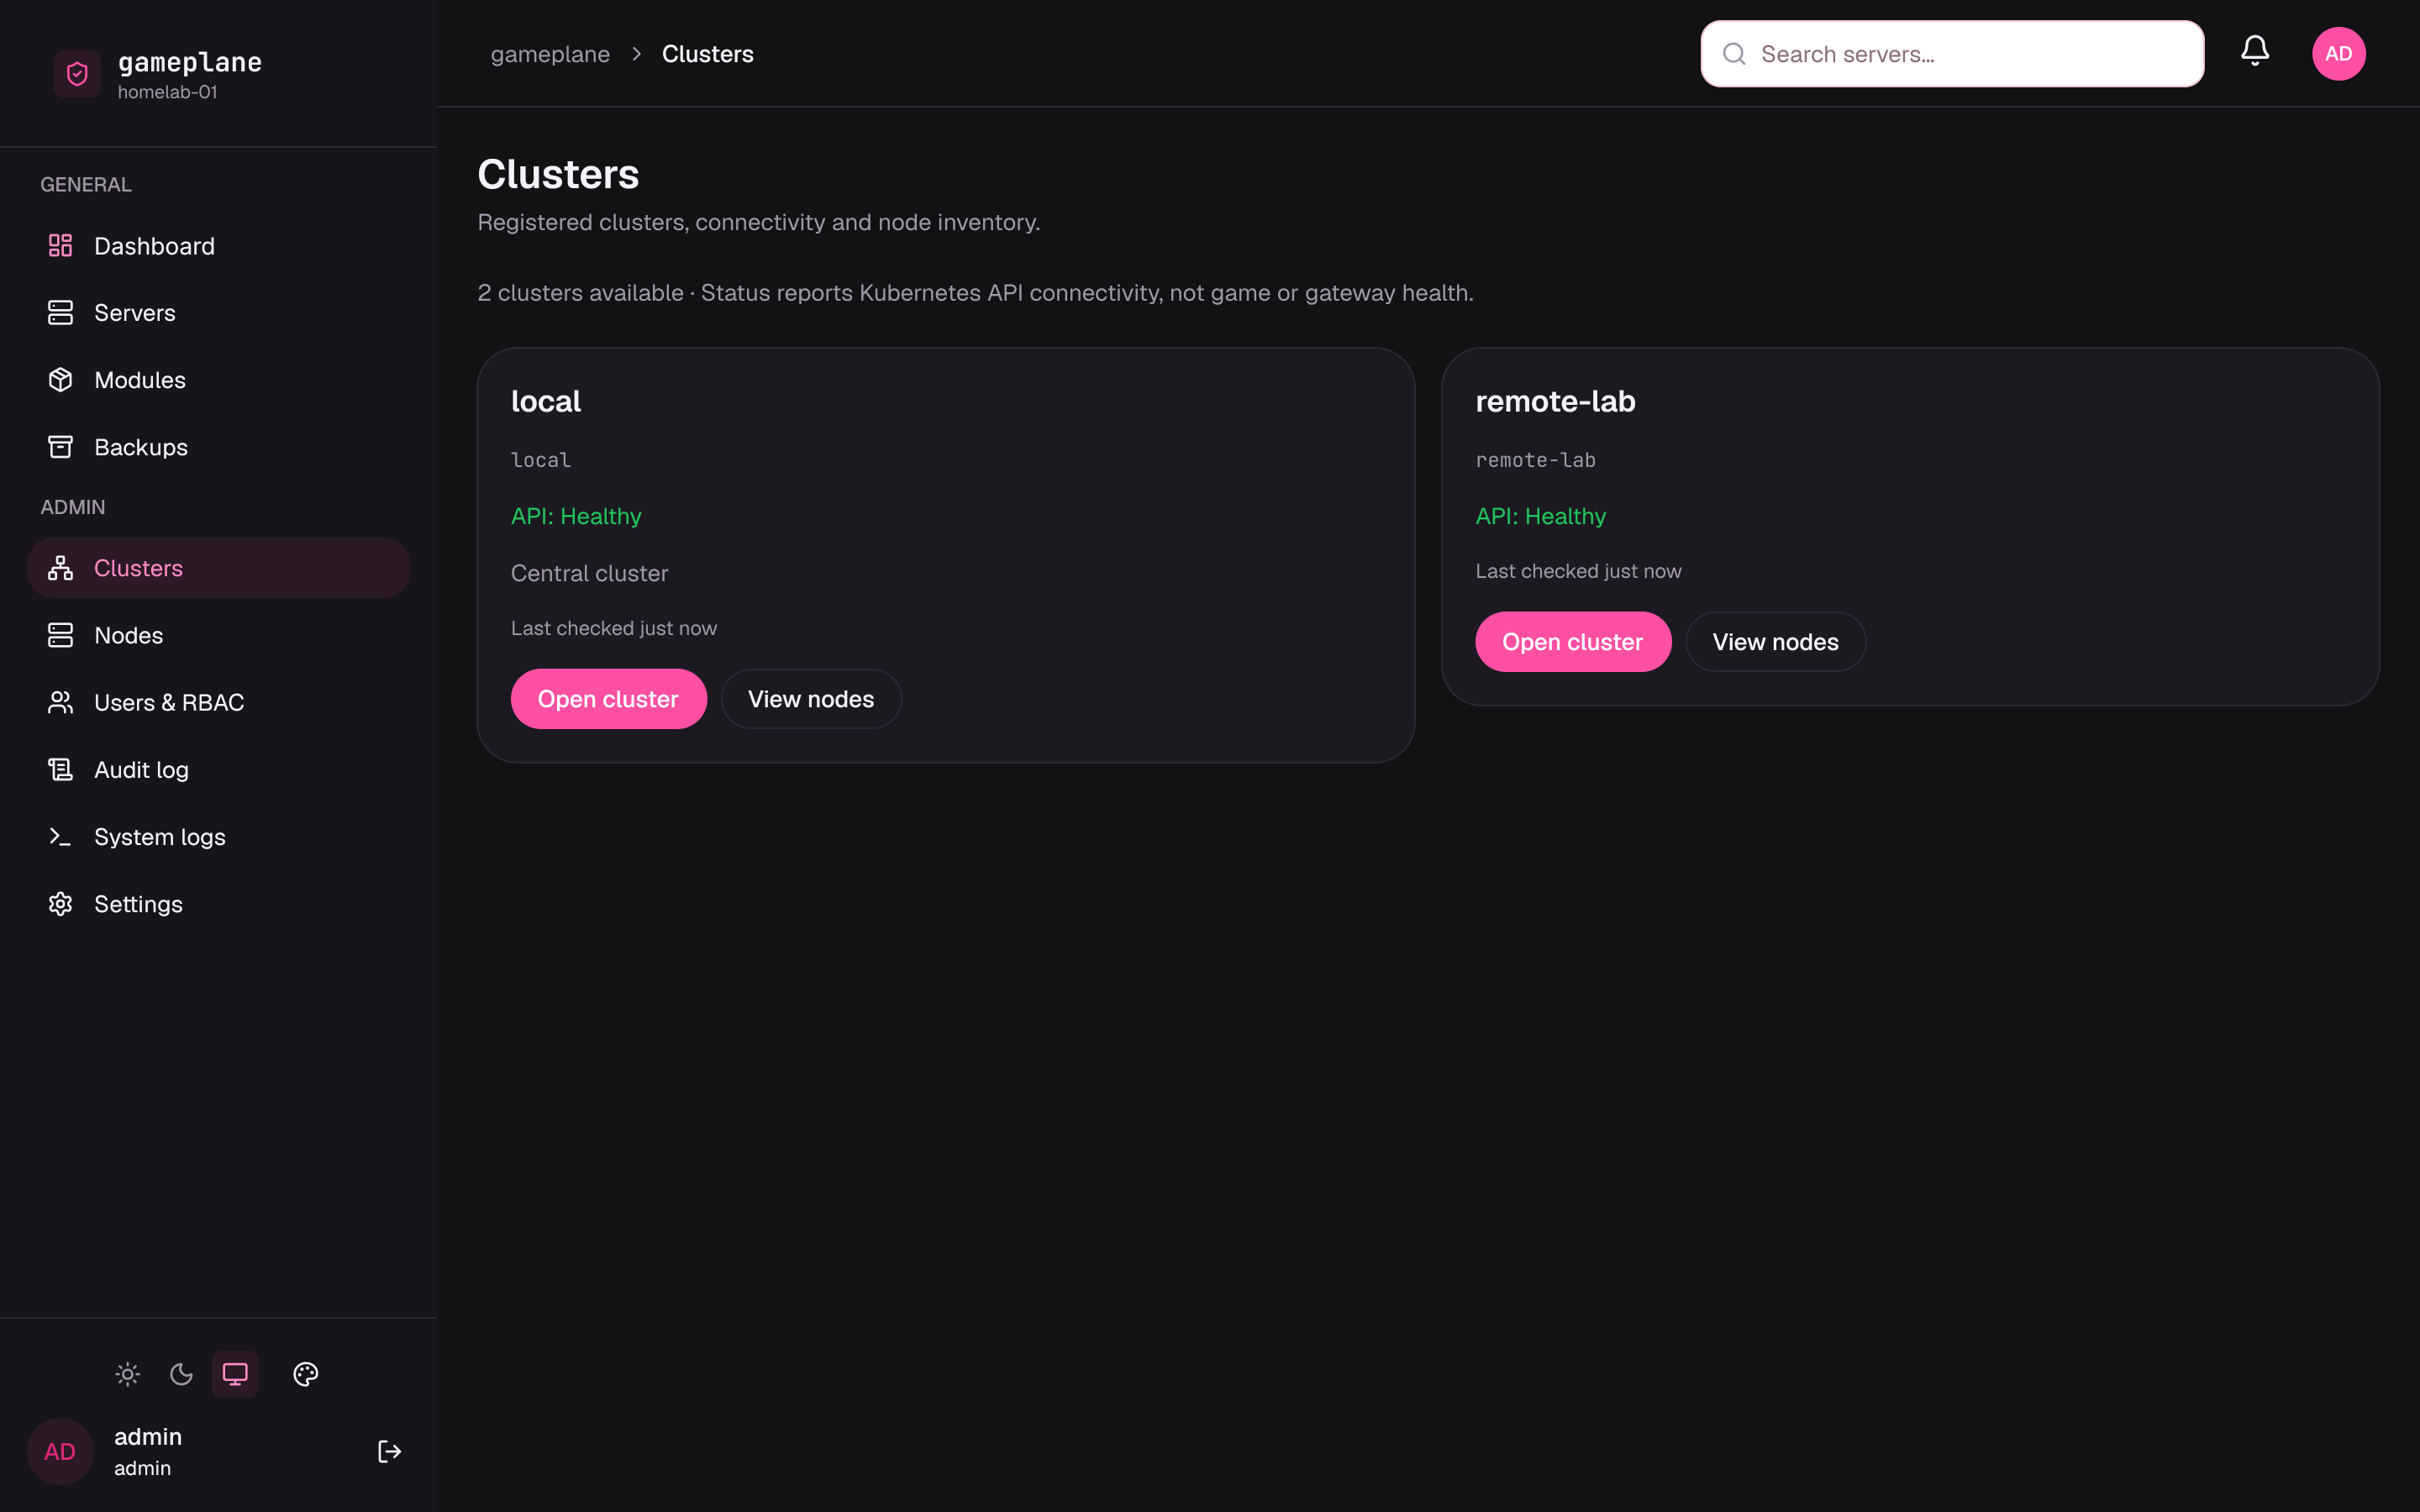 gameplane
homelab-01
GENERAL
Dashboard
Servers
Modules
Backups
ADMIN
Clusters
Nodes
Users & RBAC
Audit log
System logs
Settings
AD
admin
admin
gameplane > Clusters
Search servers…
AD
Clusters
Registered clusters, connectivity and node inventory.
2 clusters available · Status reports Kubernetes API connectivity, not game or gateway health.
local
local
API: Healthy
Central cluster
Last checked just now
Open cluster
View nodes
remote-lab
remote-lab
API: Healthy
Last checked just now
Open cluster
View nodes